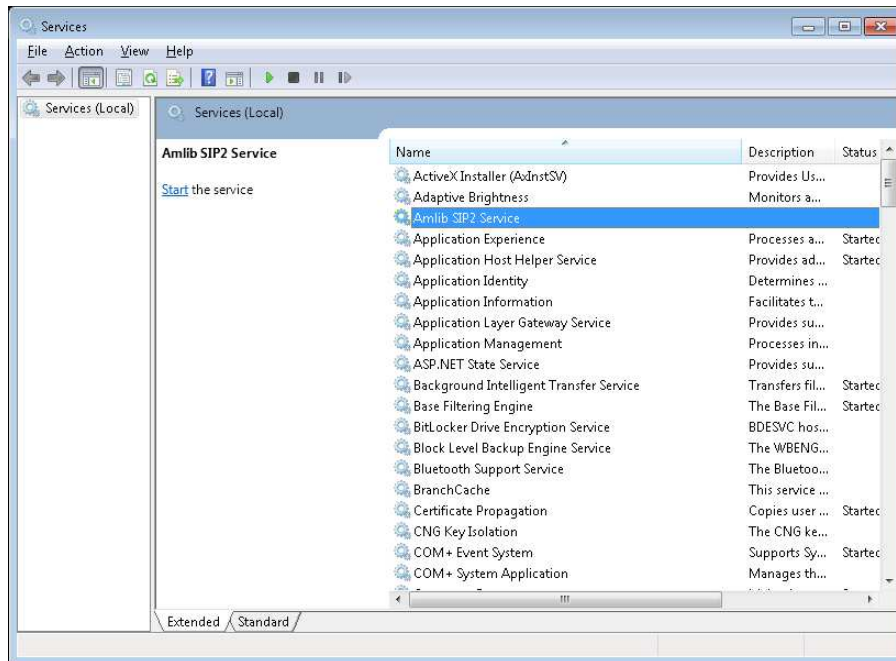 Services
File Action View Help
Services (Local)
Services (Local)
Amlib SIP2 Service
Start the service
Name Description Status
ActiveX Installer (AxInstSV) Provides Us...
Adaptive Brightness Monitors a...
Amlib SIP2 Service
Application Experience Processes a... Started
Application Host Helper Service Provides ad... Started
Application Identity Determines ...
Application Information Facilitates t...
Application Layer Gateway Service Provides su...
Application Management Processes in...
ASP.NET State Service Provides su...
Background Intelligent Transfer Service Transfers fil... Started
Base Filtering Engine The Base Fil... Started
BitLocker Drive Encryption Service BDESVC hos...
Block Level Backup Engine Service The WBENG...
Bluetooth Support Service The Bluetoo...
BranchCache This service ...
Certificate Propagation Copies user ... Started
CNG Key Isolation The CNG ke...
COM+ Event System Supports Sy... Started
COM+ System Application Manages th...
Extended Standard